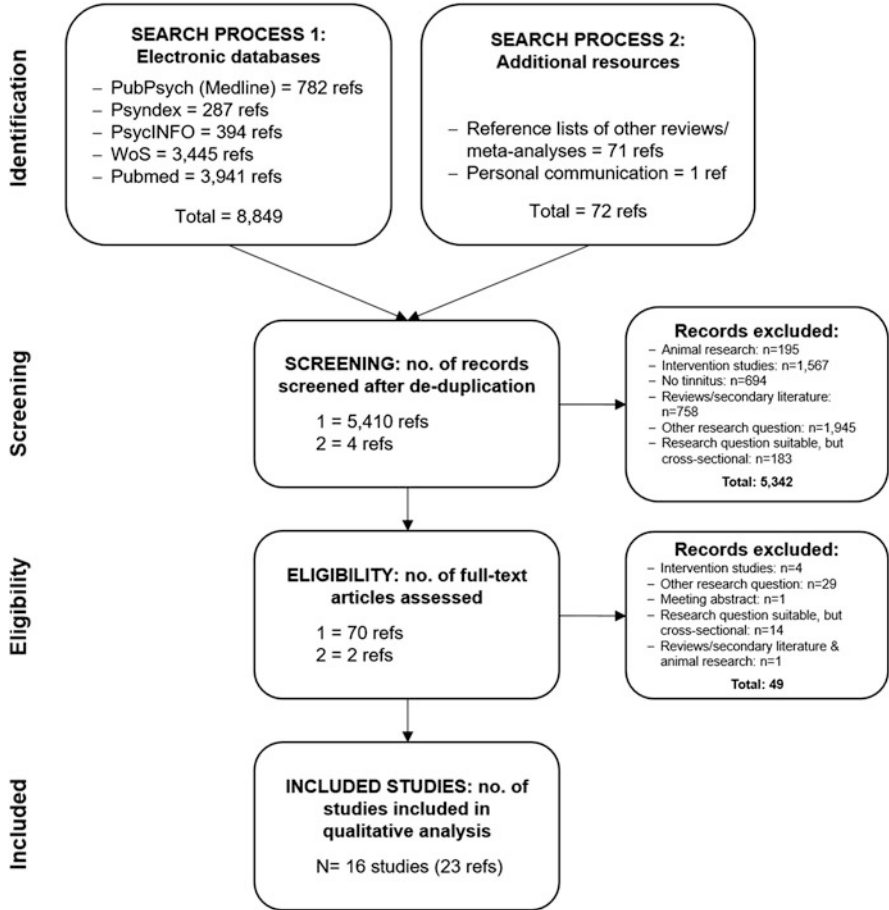 Identification
SEARCH PROCESS 1:
Electronic databases
– PubPsych (Medline) = 782 refs
– Psyndex = 287 refs
– PsycINFO = 394 refs
– WoS = 3,445 refs
– Pubmed = 3,941 refs
Total = 8,849
SEARCH PROCESS 2:
Additional resources
– Reference lists of other reviews/
meta-analyses = 71 refs
– Personal communication = 1 ref
Total = 72 refs
Screening
SCREENING: no. of records
screened after de-duplication
1 = 5,410 refs
2 = 4 refs
Records excluded:
– Animal research: n=195
– Intervention studies: n=1,567
– No tinnitus: n=694
– Reviews/secondary literature:
n=758
– Other research question: n=1,945
– Research question suitable, but
cross-sectional: n=183
Total: 5,342
Eligibility
ELIGIBILITY: no. of full-text
articles assessed
1 = 70 refs
2 = 2 refs
Records excluded:
– Intervention studies: n=4
– Other research question: n=29
– Meeting abstract: n=1
– Research question suitable, but
cross-sectional: n=14
– Reviews/secondary literature &
animal research: n=1
Total: 49
Included
INCLUDED STUDIES: no. of
studies included in
qualitative analysis
N= 16 studies (23 refs)